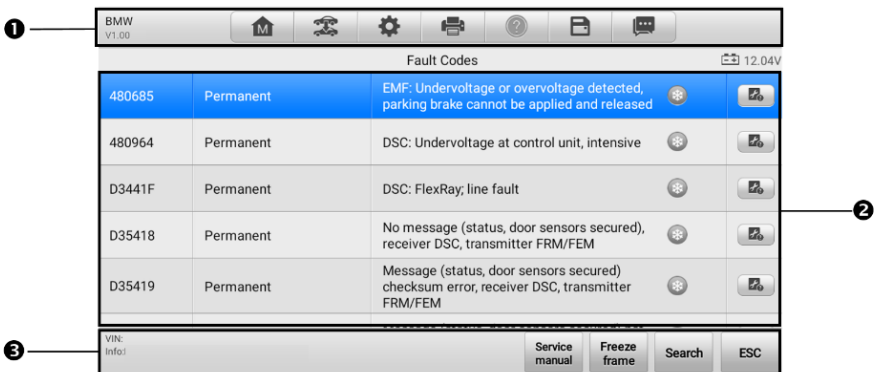 ❶
BMW
V1.00
M
Fault Codes
12.04V
480685 Permanent EMF: Undervoltage or overvoltage detected,
parking brake cannot be applied and released
480964 Permanent DSC: Undervoltage at control unit, intensive
D3441F Permanent DSC: FlexRay; line fault
❷
D35418 Permanent No message (status, door sensors secured),
receiver DSC, transmitter FRM/FEM
D35419 Permanent Message (status, door sensors secured)
checksum error, receiver DSC, transmitter
FRM/FEM
❸
VIN:
Info:
Service
manual
Freeze
frame
Search
ESC